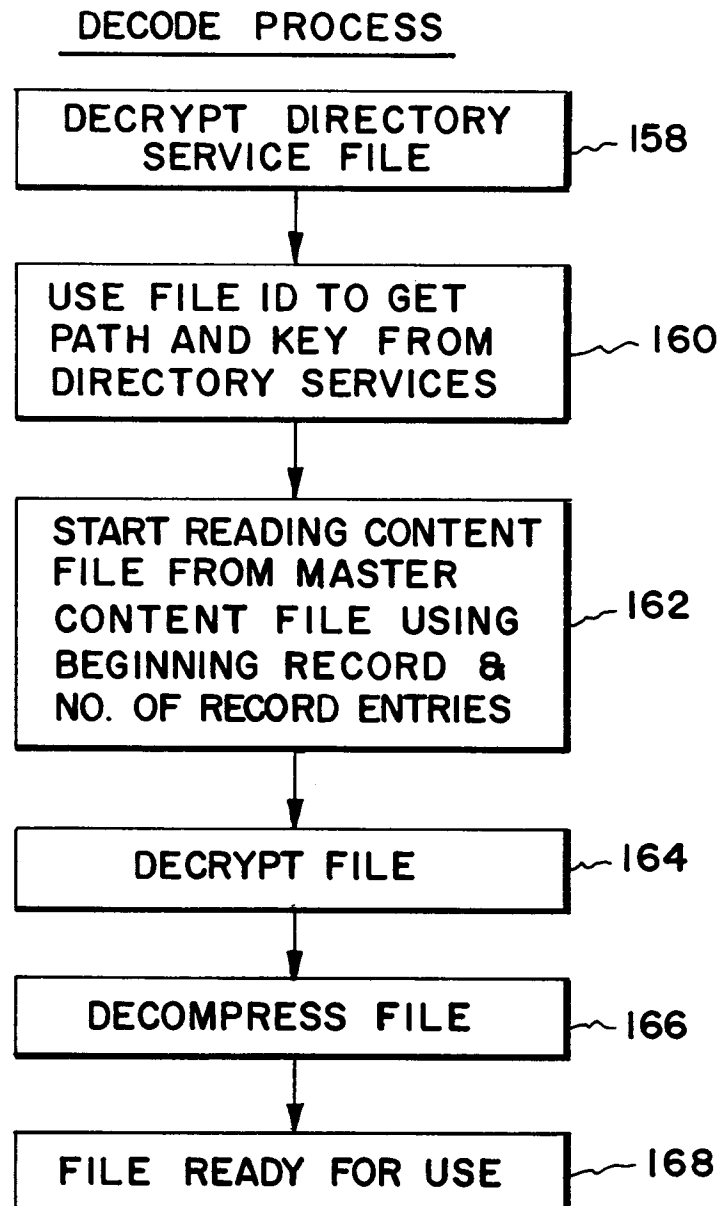 DECODE PROCESS
DECRYPT DIRECTORY
SERVICE FILE
158
USE FILE ID TO GET
PATH AND KEY FROM
DIRECTORY SERVICES
160
START READING CONTENT
FILE FROM MASTER
CONTENT FILE USING
BEGINNING RECORD &
NO. OF RECORD ENTRIES
162
DECRYPT FILE
164
DECOMPRESS FILE
166
FILE READY FOR USE
168